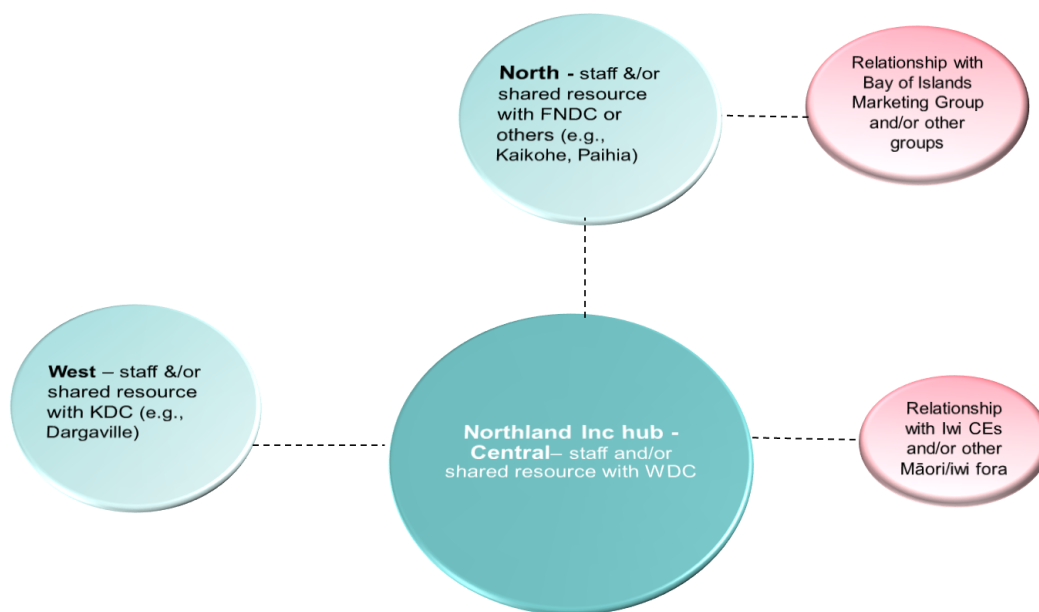 North - staff &/or
shared resource
with FNDC or
others (e.g.,
Kaikohe, Paihia)
Relationship with
Bay of Islands
Marketing Group
and/or other
groups
West – staff &/or
shared resource
with KDC (e.g.,
Dargaville)
Northland Inc hub -
Central– staff and/or
shared resource with WDC
Relationship
with Iwi CEs
and/or other
Māori/iwi fora